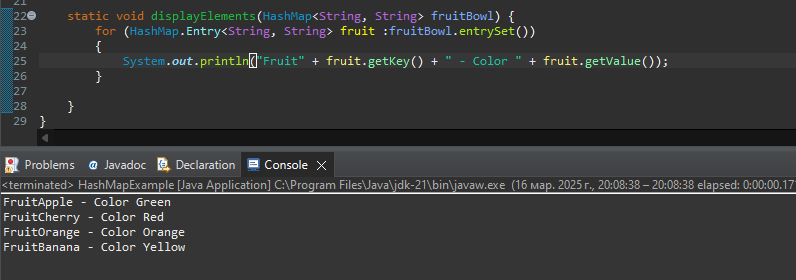 21
22 static void displayElements(HashMap<String, String> fruitBowl) {
23 for (HashMap.Entry<String, String> fruit :fruitBowl.entrySet())
24 {
25 System.out.println("Fruit" + fruit.getKey() + " - Color " + fruit.getValue());
26 }
27
28 }
29 }
Problems @ Javadoc Declaration Console
<terminated> HashMapExample [Java Application] C:\Program Files\Java\jdk-21\bin\javaw.exe (16 мар. 2025 г., 20:08:38 – 20:08:38 elapsed: 0:00:00.17
FruitApple - Color Green
FruitCherry - Color Red
FruitOrange - Color Orange
FruitBanana - Color Yellow